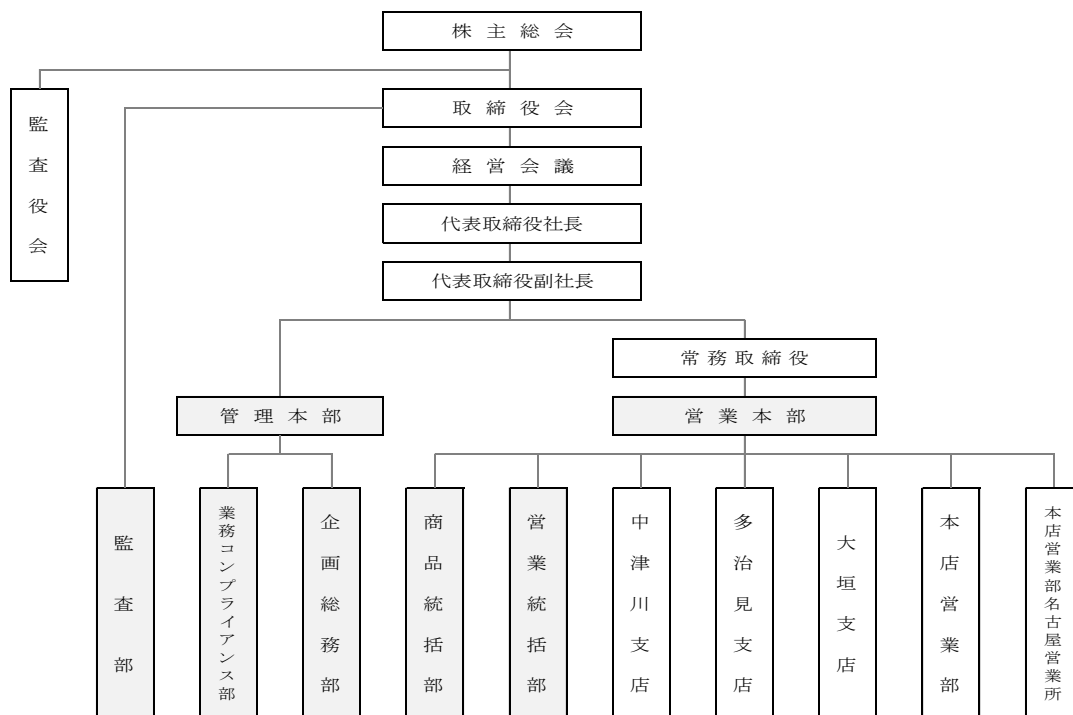 株主総会
監査役会
取締役会
経営会議
代表取締役社長
代表取締役副社長
常務取締役
管理本部
営業本部
監査部
業務コンプライアンス部
企画総務部
商品統括部
営業統括部
中津川支店
多治見支店
大垣支店
本店営業部
本店営業部名古屋営業所